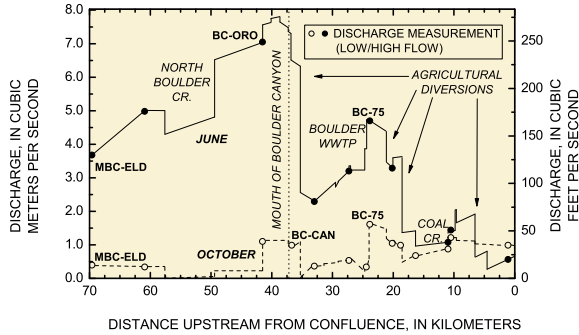 8.0
7.0
6.0
5.0
4.0
3.0
2.0
1.0
0.0
DISCHARGE, IN CUBIC
METERS PER SECOND
250
200
150
100
50
0
DISCHARGE, IN CUBIC
FEET PER SECOND
DISCHARGE MEASUREMENT
(LOW/HIGH FLOW)
BC-ORO
NORTH
BOULDER
CR.
MOUTH OF BOULDER CANYON
AGRICULTURAL
DIVERSIONS
BC-75
BOULDER
WWTP
JUNE
MBC-ELD
BC-75
COAL
CR.
BC-CAN
OCTOBER
MBC-ELD
70 60 50 40 30 20 10 0
DISTANCE UPSTREAM FROM CONFLUENCE, IN KILOMETERS